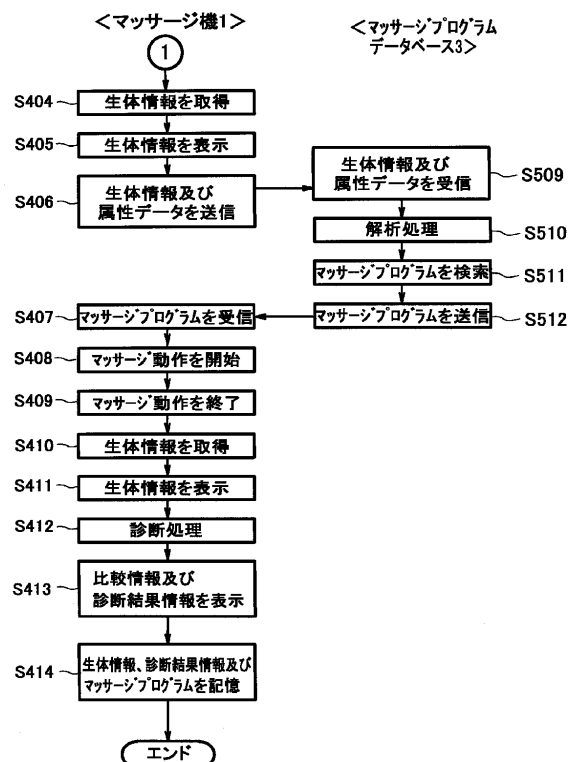 ＜マッサージ機1＞
＜マッサージプログラム
データベース3＞
1
S404
生体情報を取得
S405
生体情報を表示
S406
生体情報及び
属性データを送信
生体情報及び
属性データを受信
S509
解析処理
S510
マッサージプログラムを検索
S511
S407
マッサージプログラムを受信
マッサージプログラムを送信
S512
S408
マッサージ動作を開始
S409
マッサージ動作を終了
S410
生体情報を取得
S411
生体情報を表示
S412
診断処理
S413
比較情報及び
診断結果情報を表示
S414
生体情報、診断結果情報及び
マッサージプログラムを記憶
エンド